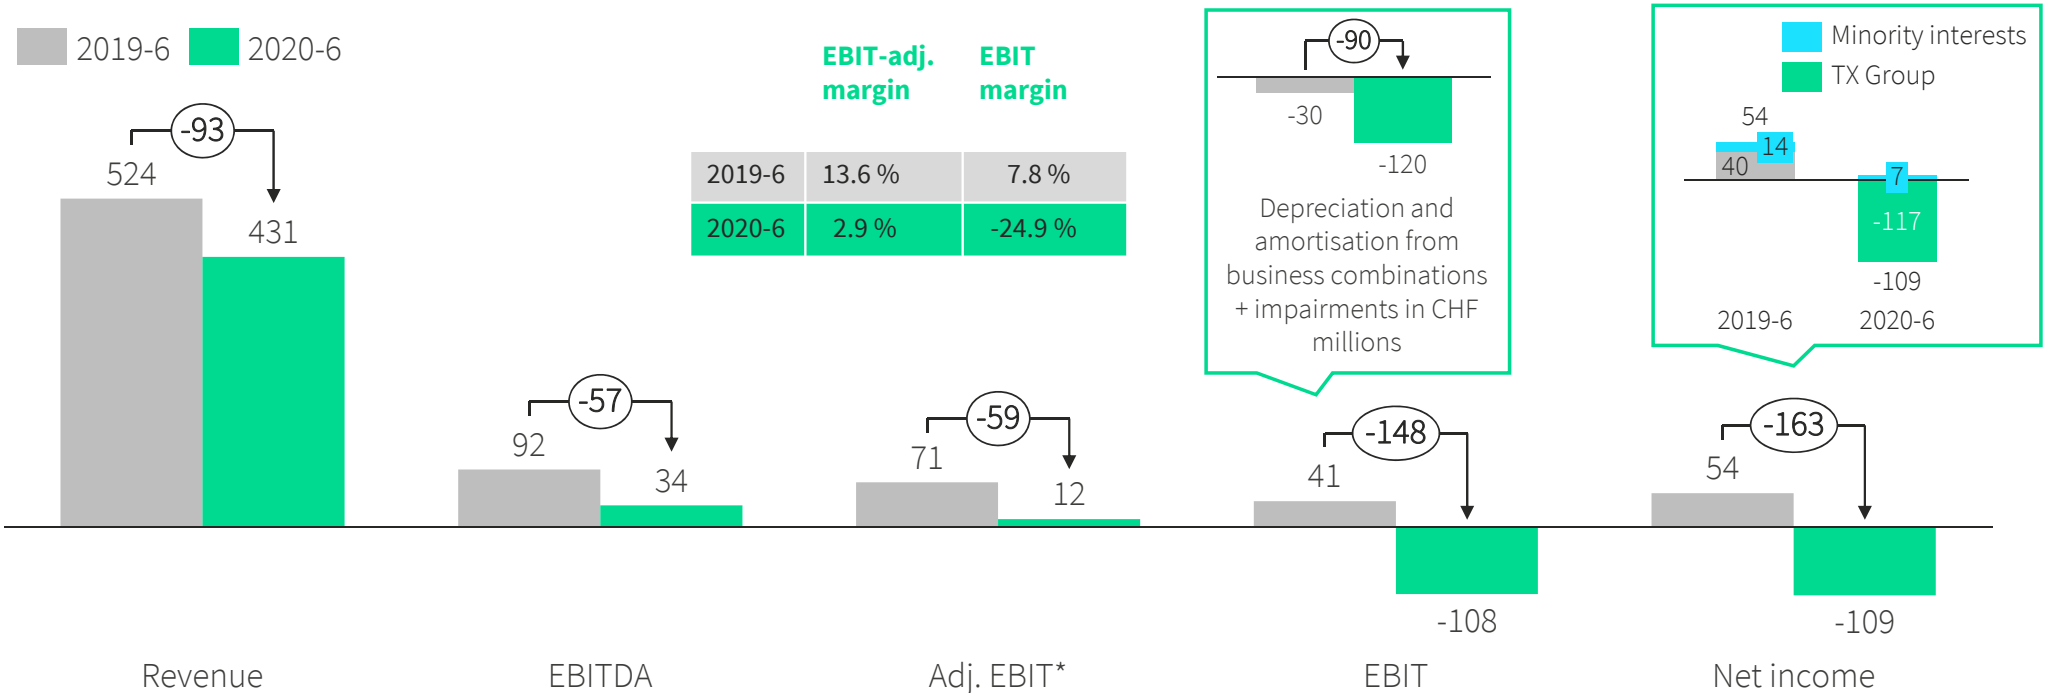 2019-6
2020-6
-93
524
431
Revenue
EBIT-adj. margin
EBIT margin
2019-6 13.6 % 7.8 %
2020-6 2.9 % -24.9 %
-57
92
34
EBITDA
-59
71
12
Adj. EBIT*
-90
-30
-120
Depreciation and
amortisation from
business combinations
+ impairments in CHF
millions
-148
41
-108
EBIT
Minority interests
TX Group
54
14
40
7
-117
-109
2019-6
2020-6
-163
54
-109
Net income